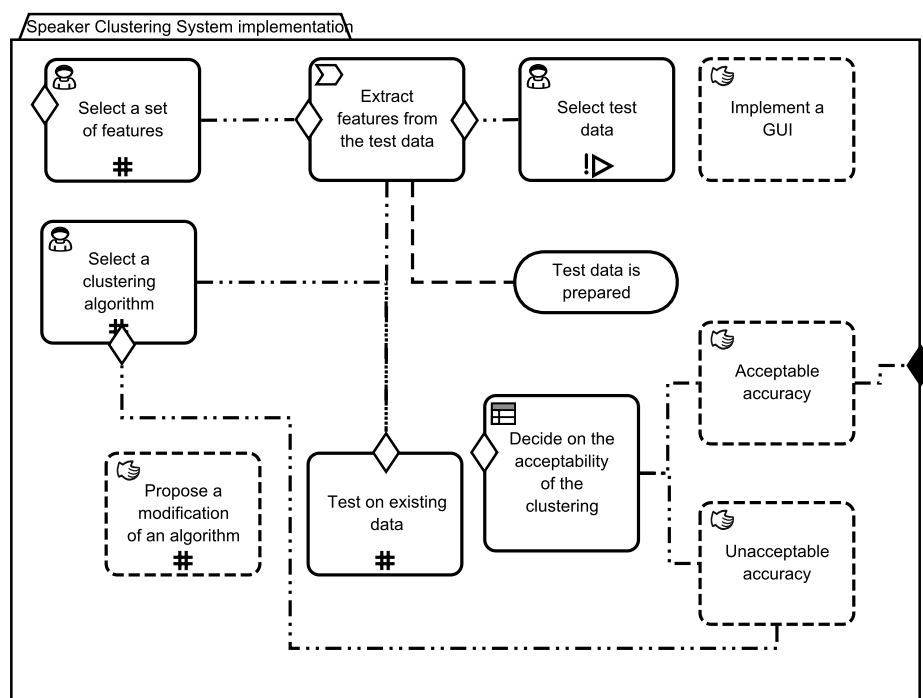 Speaker Clustering System implementation
Select a set
of features
Extract
features from
the test data
Select test
data
Implement a
GUI
Select a
clustering
algorithm
Test data is
prepared
Acceptable
accuracy
Decide on the
acceptability
of the
clustering
Propose a
modification
of an algorithm
Test on existing
data
Unacceptable
accuracy